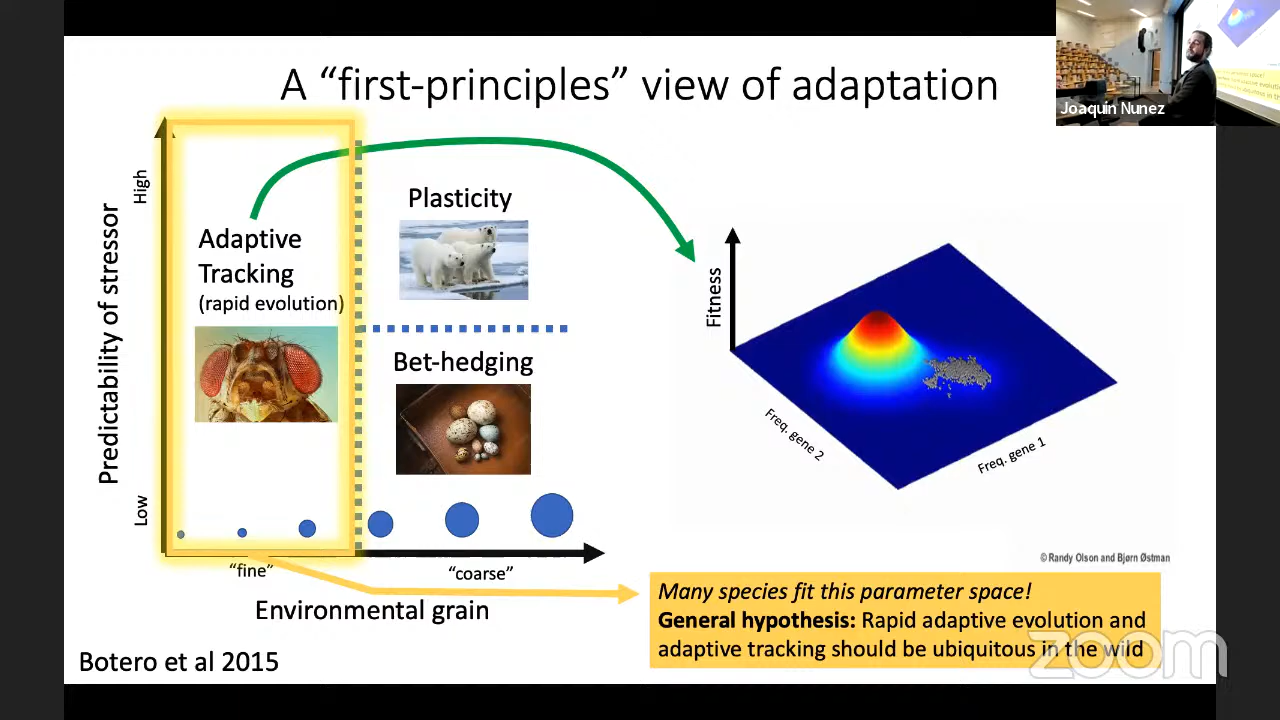 A “first-principles” view of adaptation
Joaquin Nunez
High
Predictability of stressor
Low
Adaptive
Tracking
(rapid evolution)
Plasticity
Bet-hedging
“fine”
“coarse”
Environmental grain
Botero et al 2015
Fitness
Freq. gene 2
Freq. gene 1
© Randy Olson and Bjørn Østman
Many species fit this parameter space!
General hypothesis: Rapid adaptive evolution and
adaptive tracking should be ubiquitous in the wild
zoom